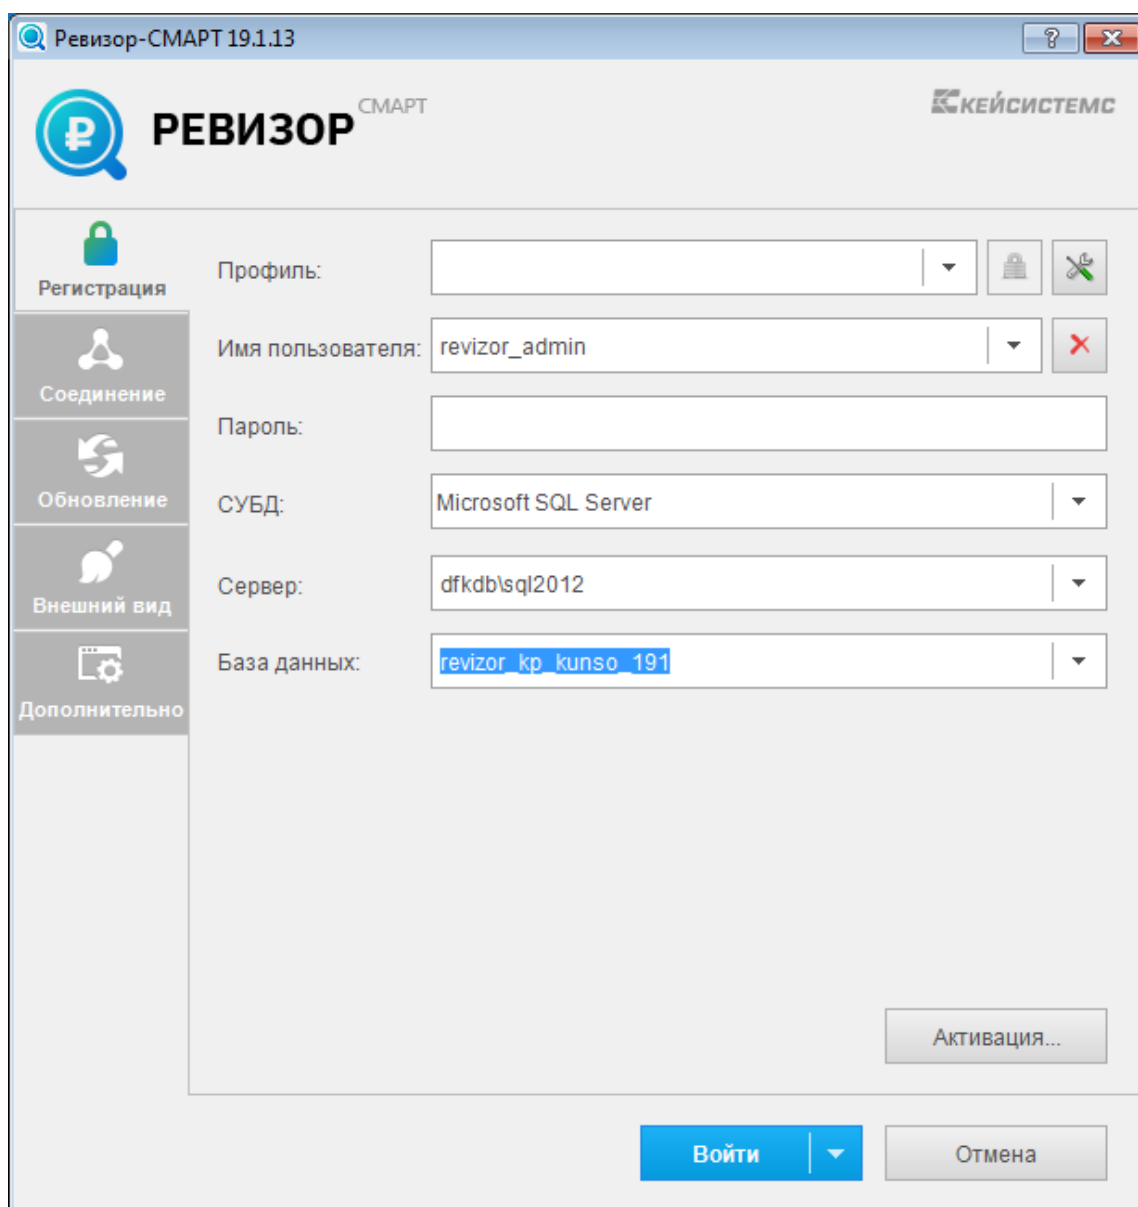 Ревизор-СМАРТ 19.1.13
РЕВИЗОР СМАРТ
КЕЙСИСТЕМС
Регистрация
Соединение
Обновление
Внешний вид
Дополнительно
Профиль:
Имя пользователя: revizor_admin
Пароль:
СУБД: Microsoft SQL Server
Сервер: dfkdb\sql2012
База данных: revizor_kp_kunso_191
Активация...
Войти
Отмена